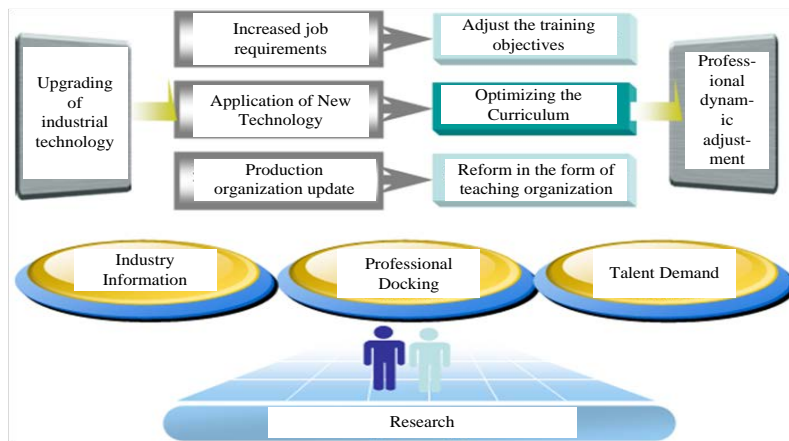 Upgrading
of
industrial
technology
Increased job
requirements
Application of New
Technology
Production
organization update
Adjust the training
objectives
Optimizing the
Curriculum
Reform in the form of
teaching organization
Profess-
ional
dynam-
ic
adjust-
ment
Industry
Information
Professional
Docking
Talent Demand
Research